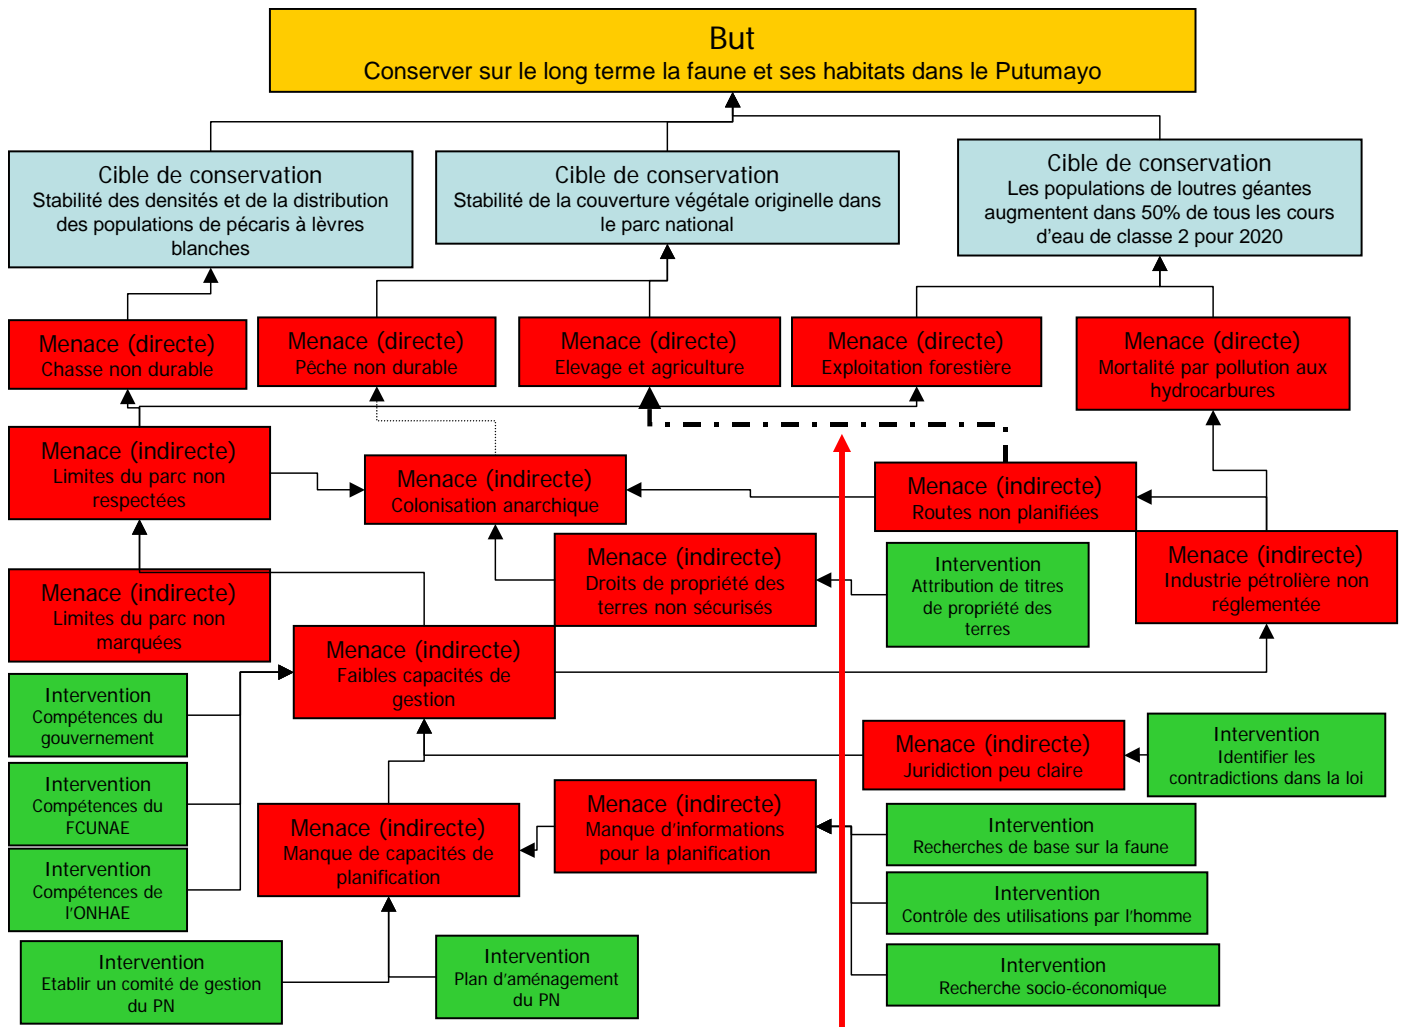 But
Conserver sur le long terme la faune et ses habitats dans le Putumayo
Cible de conservation
Stabilité des densités et de la distribution
des populations de pécaris à lèvres
blanches
Cible de conservation
Stabilité de la couverture végétale originelle dans
le parc national
Cible de conservation
Les populations de loutres géantes
augmentent dans 50% de tous les cours
d'eau de classe 2 pour 2020
Menace (directe)
Chasse non durable
Menace (directe)
Pêche non durable
Menace (directe)
Elevage et agriculture
Menace (directe)
Exploitation forestière
Menace (directe)
Mortalité par pollution aux
hydrocarbures
Menace (indirecte)
Limites du parc non
respectées
Menace (indirecte)
Colonisation anarchique
Menace (indirecte)
Routes non planifiées
Menace (indirecte)
Limites du parc non
marquées
Menace (indirecte)
Droits de propriété des
terres non sécurisés
Intervention
Attribution de titres
de propriété des
terres
Menace (indirecte)
Industrie pétrolière non
réglementée
Menace (indirecte)
Faibles capacités de
gestion
Intervention
Compétences du
gouvernement
Menace (indirecte)
Juridiction peu claire
Intervention
Identifier les
contradictions dans la loi
Intervention
Compétences du
FCUNAE
Menace (indirecte)
Manque de capacités de
planification
Menace (indirecte)
Manque d'informations
pour la planification
Intervention
Recherches de base sur la faune
Intervention
Compétences de
l'ONHAE
Intervention
Contrôle des utilisations par l'homme
Intervention
Etablir un comité de gestion
du PN
Intervention
Plan d'aménagement
du PN
Intervention
Recherche socio-économique